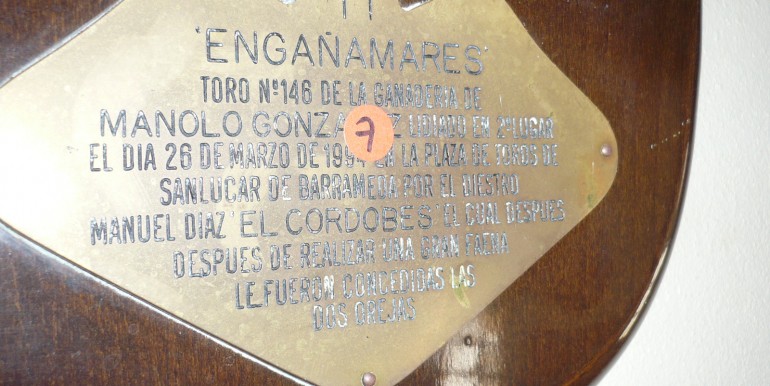 'ENGAÑAMARES'
TORO Nº146 DE LA GANADERIA DE
MANOLO GONZA Z LIDIADO EN 2º LUGAR
EL DIA 26 DE MARZO DE 1994 EN LA PLAZA DE TOROS DE
SANLUCAR DE BARRAMEDA POR EL DIESTRO
MANUEL DIAZ 'EL CORDOBES' EL CUAL DESPUES
DESPUES DE REALIZAR UNA GRAN FAENA
LE FUERON CONCEDIDAS LAS
DOS OREJAS
7